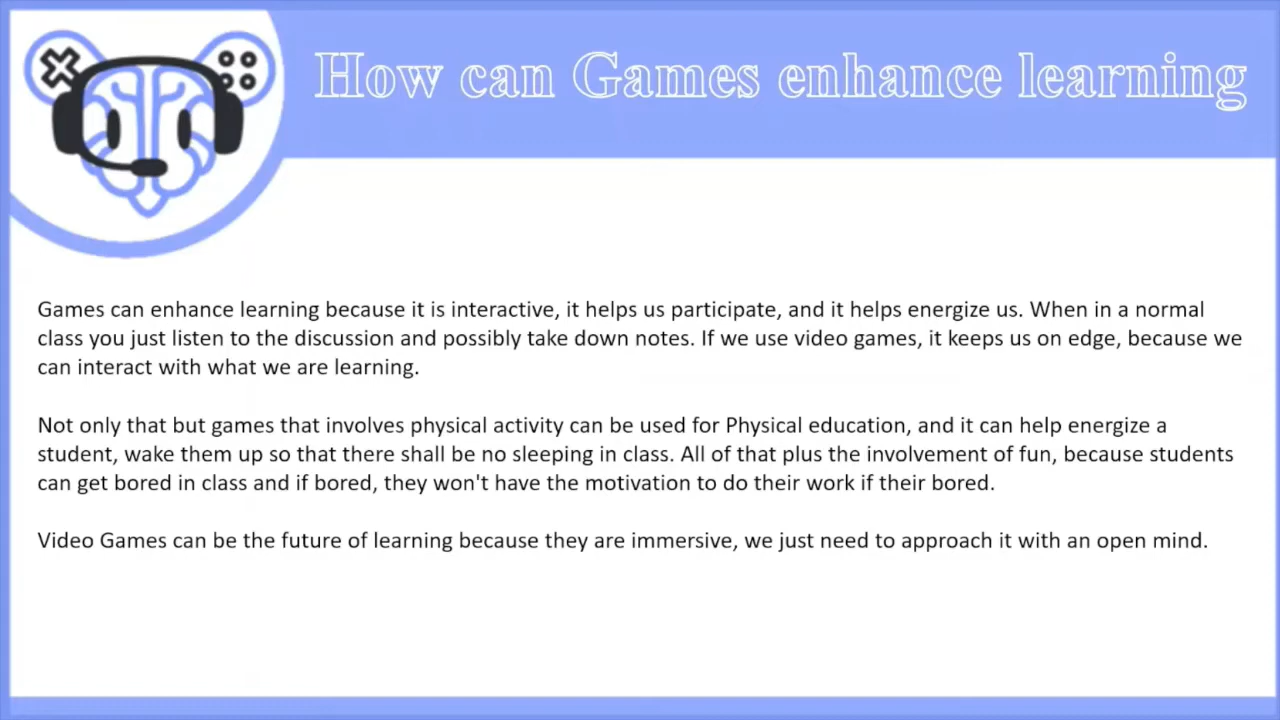 How can Games enhance learning
Games can enhance learning because it is interactive, it helps us participate, and it helps energize us. When in a normal
class you just listen to the discussion and possibly take down notes. If we use video games, it keeps us on edge, because we
can interact with what we are learning.
Not only that but games that involves physical activity can be used for Physical education, and it can help energize a
student, wake them up so that there shall be no sleeping in class. All of that plus the involvement of fun, because students
can get bored in class and if bored, they won't have the motivation to do their work if their bored.
Video Games can be the future of learning because they are immersive, we just need to approach it with an open mind.